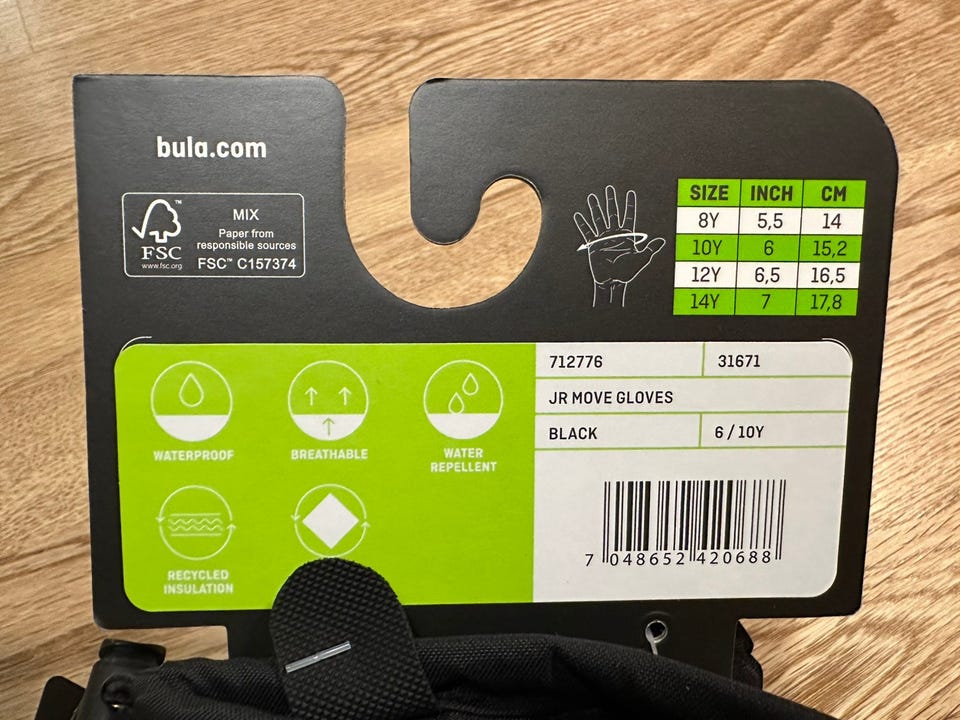 bula.com
™
FSC
www.fsc.org
MIX
Paper from
responsible sources
FSC™ C157374
SIZE INCH CM
8Y 5,5 14
10Y 6 15,2
12Y 6,5 16,5
14Y 7 17,8
WATERPROOF
BREATHABLE
WATER
REPELLENT
RECYCLED
INSULATION
712776 31671
JR MOVE GLOVES
BLACK 6 / 10Y
7 048652 420688